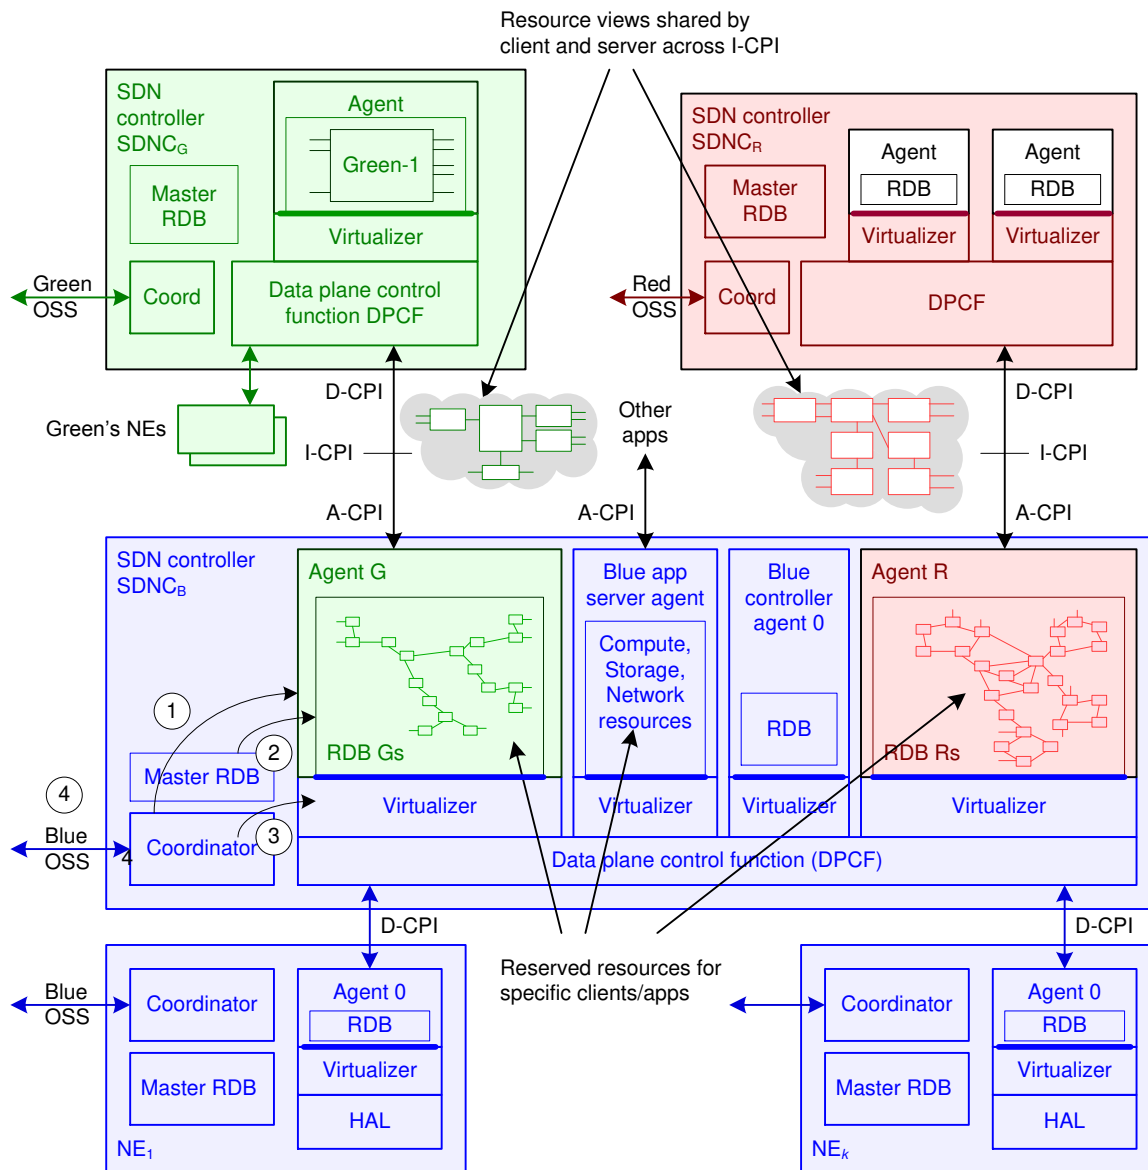 Resource views shared by
client and server across I-CPI
SDN
controller
SDNCG
Agent
Green-1
Master
RDB
Virtualizer
Green
OSS
Coord
Data plane control
function DPCF
SDN controller
SDNCR
Agent
RDB
Agent
RDB
Master
RDB
Virtualizer
Virtualizer
Red
OSS
Coord
DPCF
Green's NEs
D-CPI
I-CPI
A-CPI
Other
apps
A-CPI
D-CPI
I-CPI
A-CPI
SDN controller
SDNCB
Agent G
RDB Gs
Blue app
server agent
Compute,
Storage,
Network
resources
Blue
controller
agent 0
RDB
Agent R
RDB Rs
1
2
Master RDB
4
3
Blue
OSS
4
Coordinator
Virtualizer
Virtualizer
Virtualizer
Virtualizer
Data plane control function (DPCF)
D-CPI
D-CPI
Reserved resources for
specific clients/apps
Blue
OSS
Coordinator
Master RDB
NE1
Agent 0
RDB
Virtualizer
HAL
Coordinator
Master RDB
NEk
Agent 0
RDB
Virtualizer
HAL